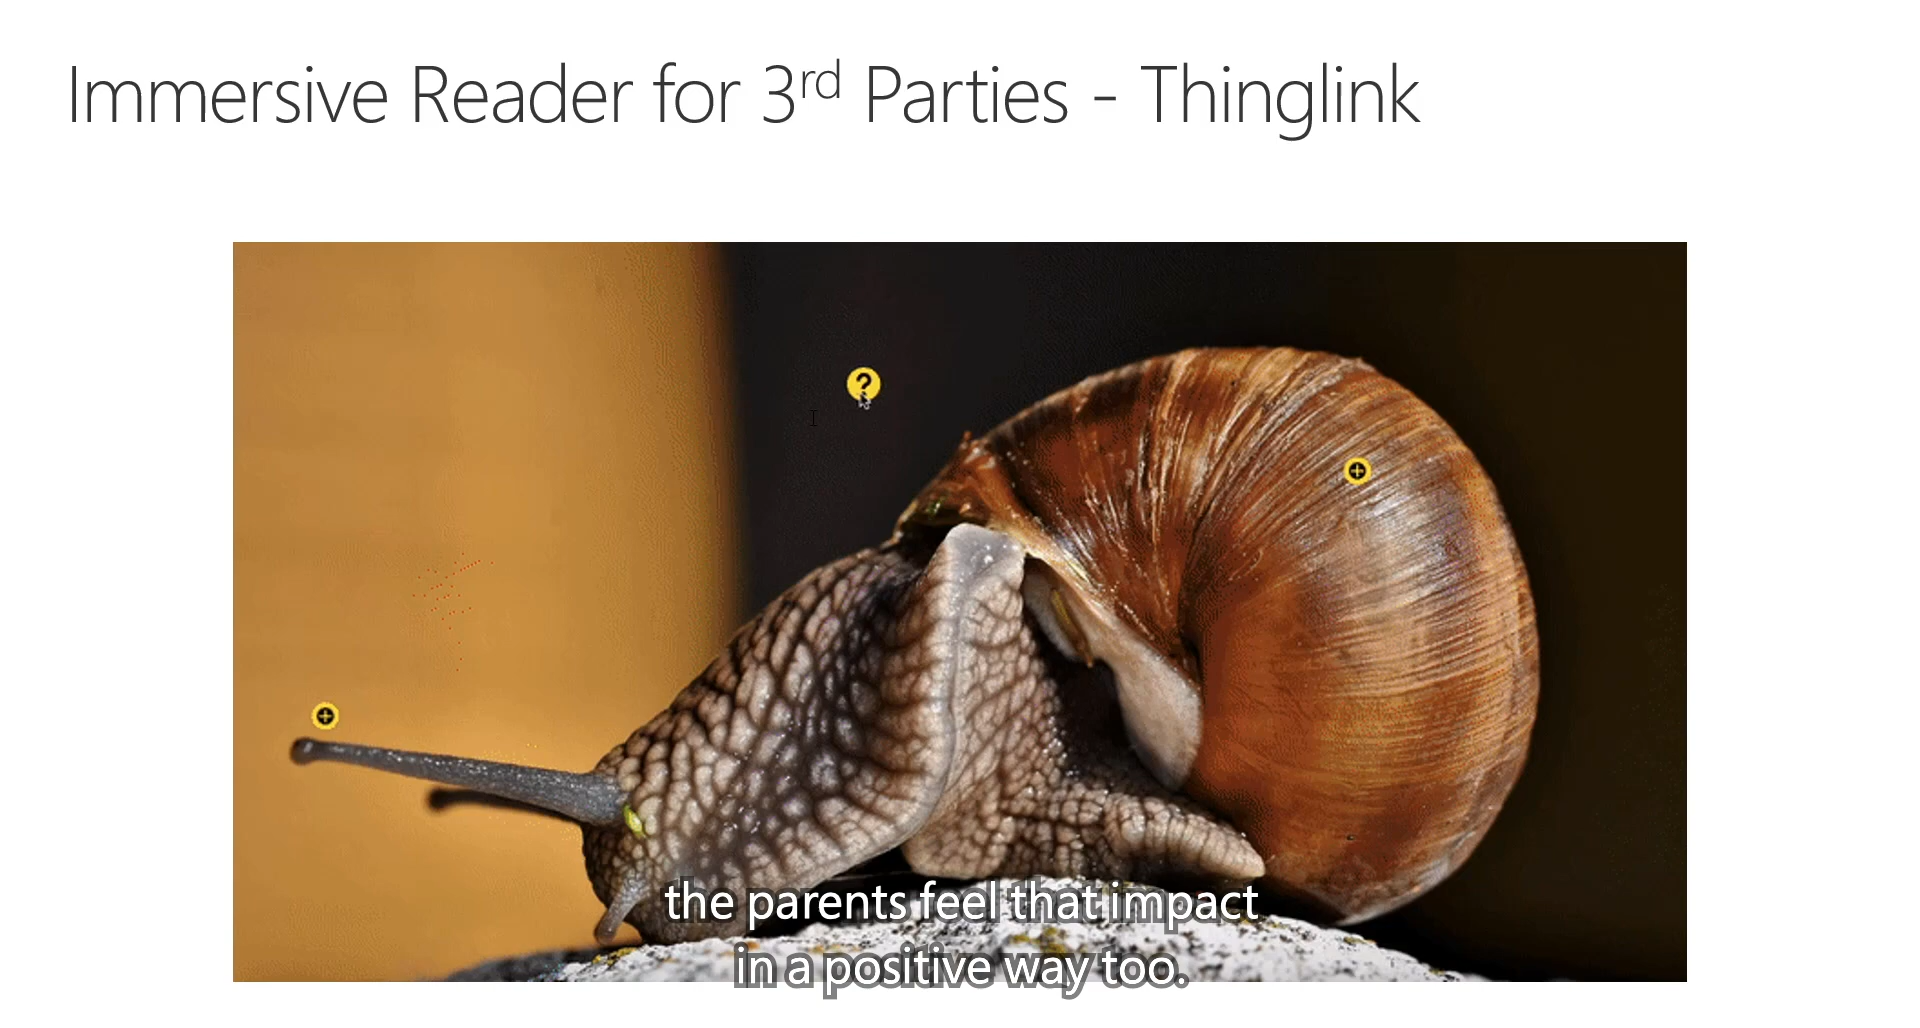 Immersive Reader for 3rd Parties - Thinglink
?
the parents feel that impact
in a positive way too.